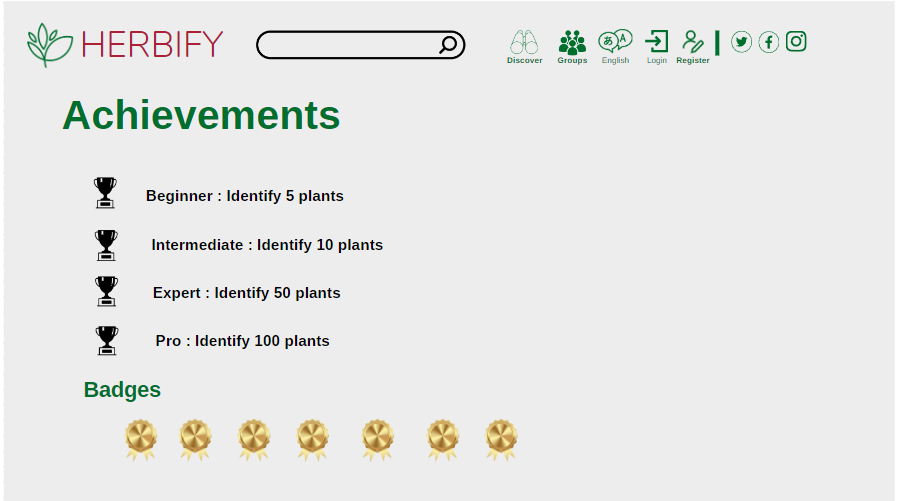 HERBIFY
Discover
Groups
あ A
English
Login
Register
Achievements
Beginner : Identify 5 plants
Intermediate : Identify 10 plants
Expert : Identify 50 plants
Pro : Identify 100 plants
Badges